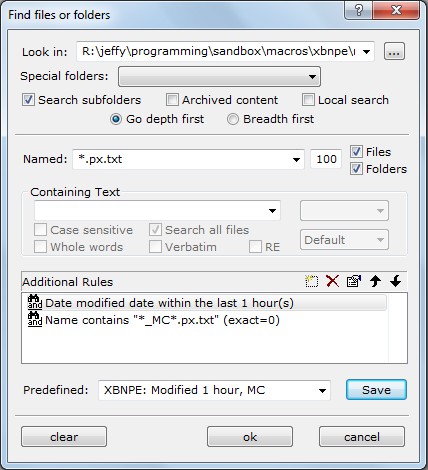 Find files or folders
Look in: R:\jeffy\programming\sandbox\macros\xbnpe\
Special folders:
Search subfolders Archived content Local search
Go depth first Breadth first
Named: *.px.txt 100 Files
Folders
Containing Text
Case sensitive Search all files
Whole words Verbatim RE Default
Additional Rules
and Date modified date within the last 1 hour(s)
and Name contains "*_MC*.px.txt" (exact=0)
Predefined: XBNPE: Modified 1 hour, MC Save
clear ok cancel